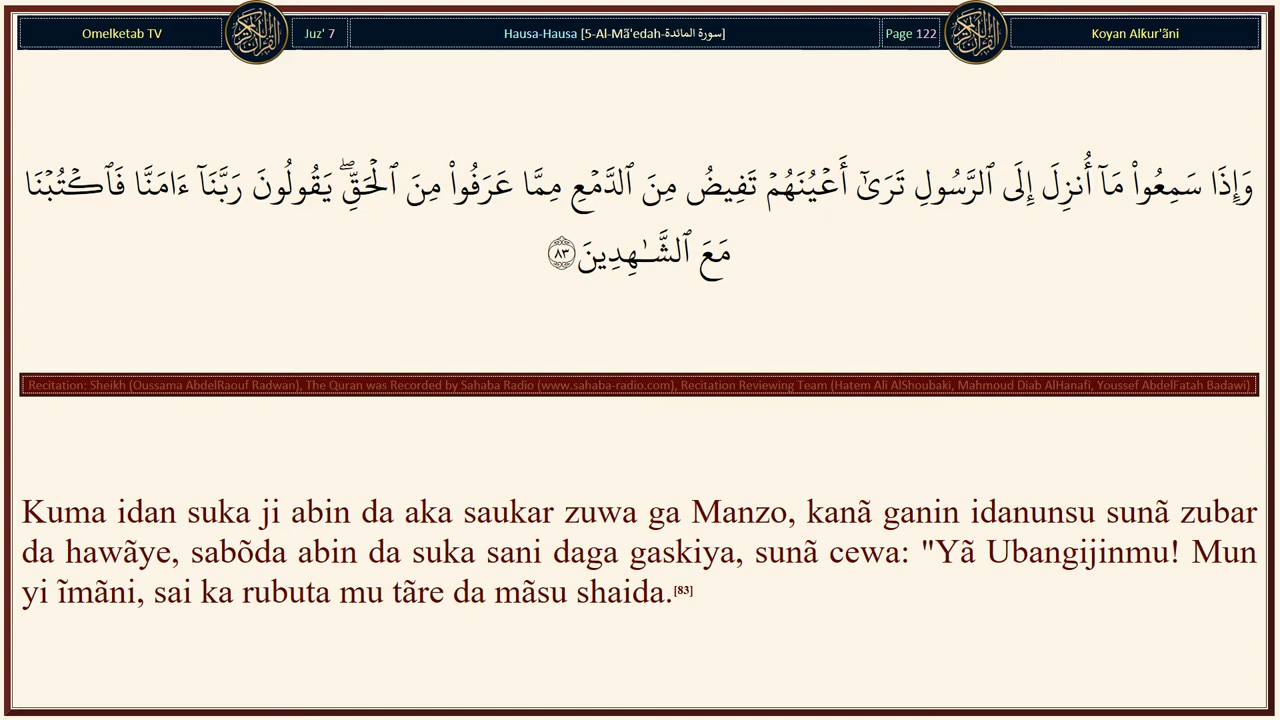 Omelketab TV
Juz' 7
Hausa-Hausa [5-Al-Mã'edah-سورة المائدة]
Page 122
Koyan Alƙur'ãni
وَإِذَا سَمِعُوا۟ مَآ أُنزِلَ إِلَى ٱلرَّسُولِ تَرَىٰٓ أَعْيُنَهُمْ تَفِيضُ مِنَ ٱلدَّمْعِ مِمَّا عَرَفُوا۟ مِنَ ٱلْحَقِّ ۖ يَقُولُونَ رَبَّنَآ ءَامَنَّا فَٱكْتُبْنَا
مَعَ ٱلشَّـٰهِدِينَ ٨٣
Recitation: Sheikh (Oussama AbdelRaouf Radwan), The Quran was Recorded by Sahaba Radio (www.sahaba-radio.com), Recitation Reviewing Team (Hatem Ali AlShoubaki, Mahmoud Diab AlHanafi, Youssef AbdelFatah Badawi)
Kuma idan suka ji abin da aka saukar zuwa ga Manzo, kanã ganin idanunsu sunã zubar
da hawãye, sabõda abin da suka sani daga gaskiya, sunã cewa: "Yã Ubangijinmu! Mun
yi ĩmãni, sai ka rubuta mu tãre da mãsu shaida.[83]